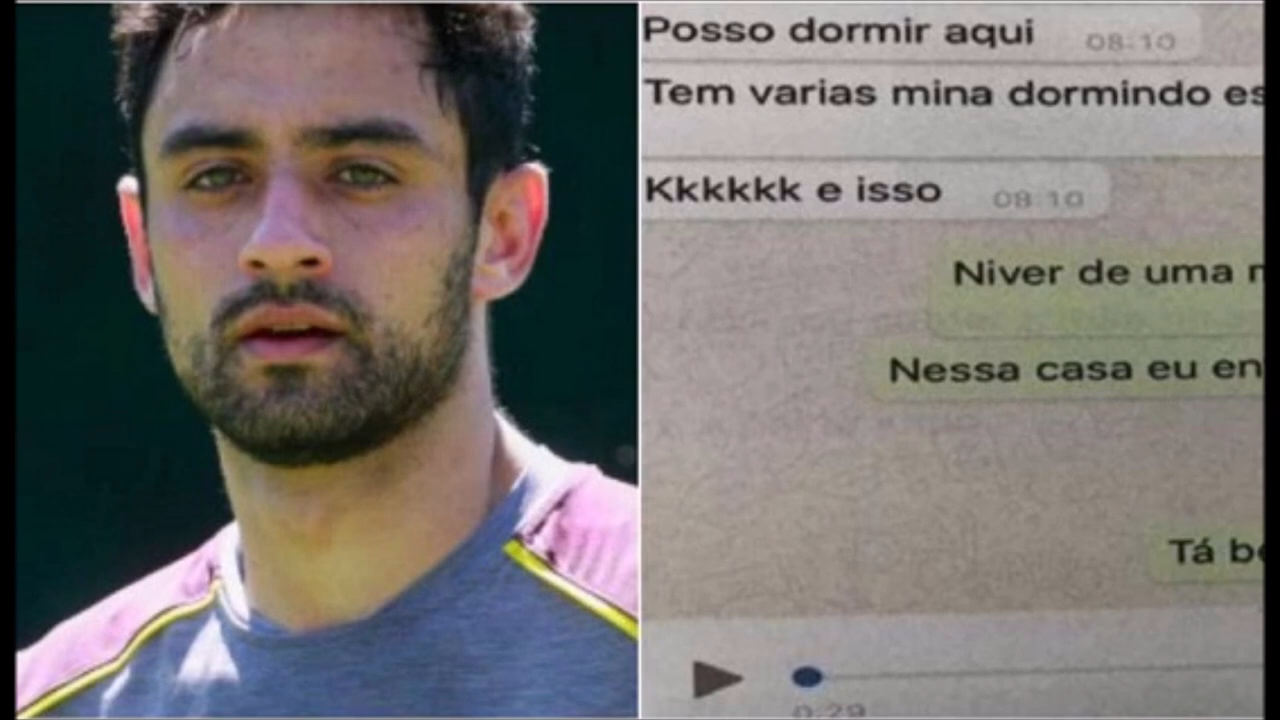 Posso dormir aqui 08:10
Tem varias mina dormindo es
Kkkkkk e isso 08:10
Niver de uma
Nessa casa eu en
Tá be
0:29